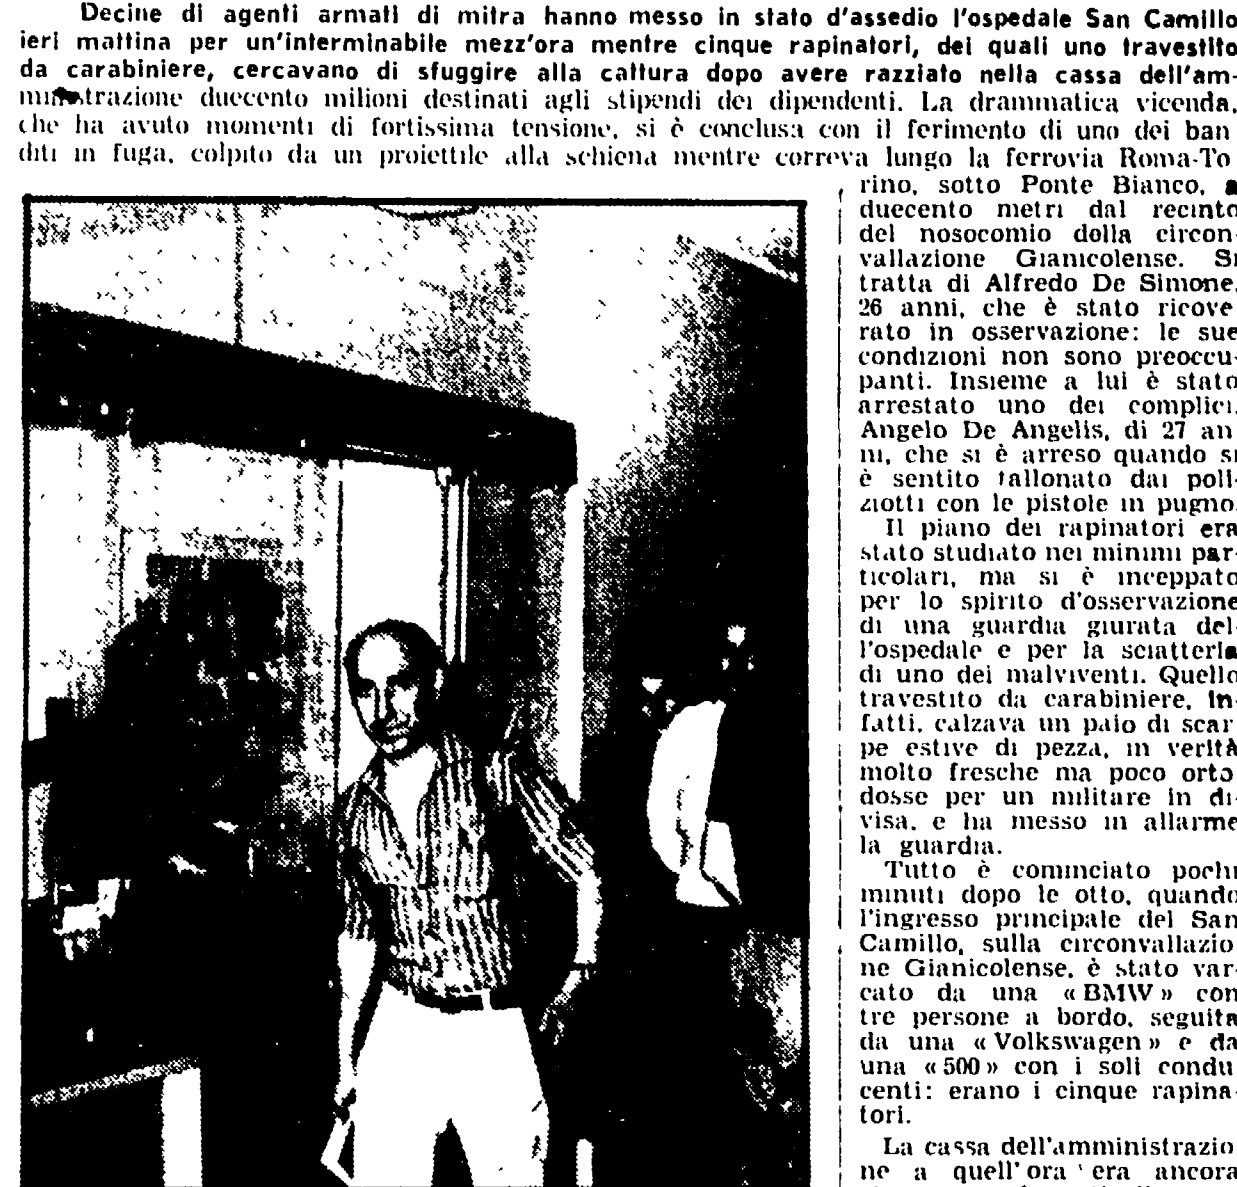 Decine di agenti armati di mitra hanno messo in stato d'assedio l'ospedale San Camillo
ieri mattina per un'interminabile mezz'ora mentre cinque rapinatori, dei quali uno travestito
da carabiniere, cercavano di sfuggire alla cattura dopo avere razziato nella cassa dell'am-
ministrazione duecento milioni destinati agli stipendi dei dipendenti. La drammatica vicenda,
che ha avuto momenti di fortissima tensione, si è conclusa con il ferimento di uno dei ban
diti in fuga, colpito da un proiettile alla schiena mentre correva lungo la ferrovia Roma-To
rino, sotto Ponte Bianco, a
duecento metri dal recinto
del nosocomio della circon-
vallazione Gianicolense. Si
tratta di Alfredo De Simone,
26 anni, che è stato ricove
rato in osservazione: le sue
condizioni non sono preoccu-
panti. Insieme a lui è stato
arrestato uno dei complici,
Angelo De Angelis, di 27 an
ni, che si è arreso quando si
è sentito tallonato dai poli-
ziotti con le pistole in pugno.
Il piano dei rapinatori era
stato studiato nei minimi par-
ticolari, ma si è inceppato
per lo spirito d'osservazione
di una guardia giurata del-
l'ospedale e per la sciatteria
di uno dei malviventi. Quello
travestito da carabiniere, in-
fatti, calzava un paio di scar
pe estive di pezza, in verità
molto fresche ma poco orto
dosse per un militare in di-
visa, e ha messo in allarme
la guardia.
Tutto è cominciato pochi
minuti dopo le otto, quando
l'ingresso principale del San
Camillo, sulla circonvallazio
ne Gianicolense, è stato var-
cato da una «BMW» con
tre persone a bordo, seguita
da una «Volkswagen» e da
una «500» con i soli condu
centi: erano i cinque rapina-
tori.
La cassa dell'amministrazio
ne a quell'ora era ancora